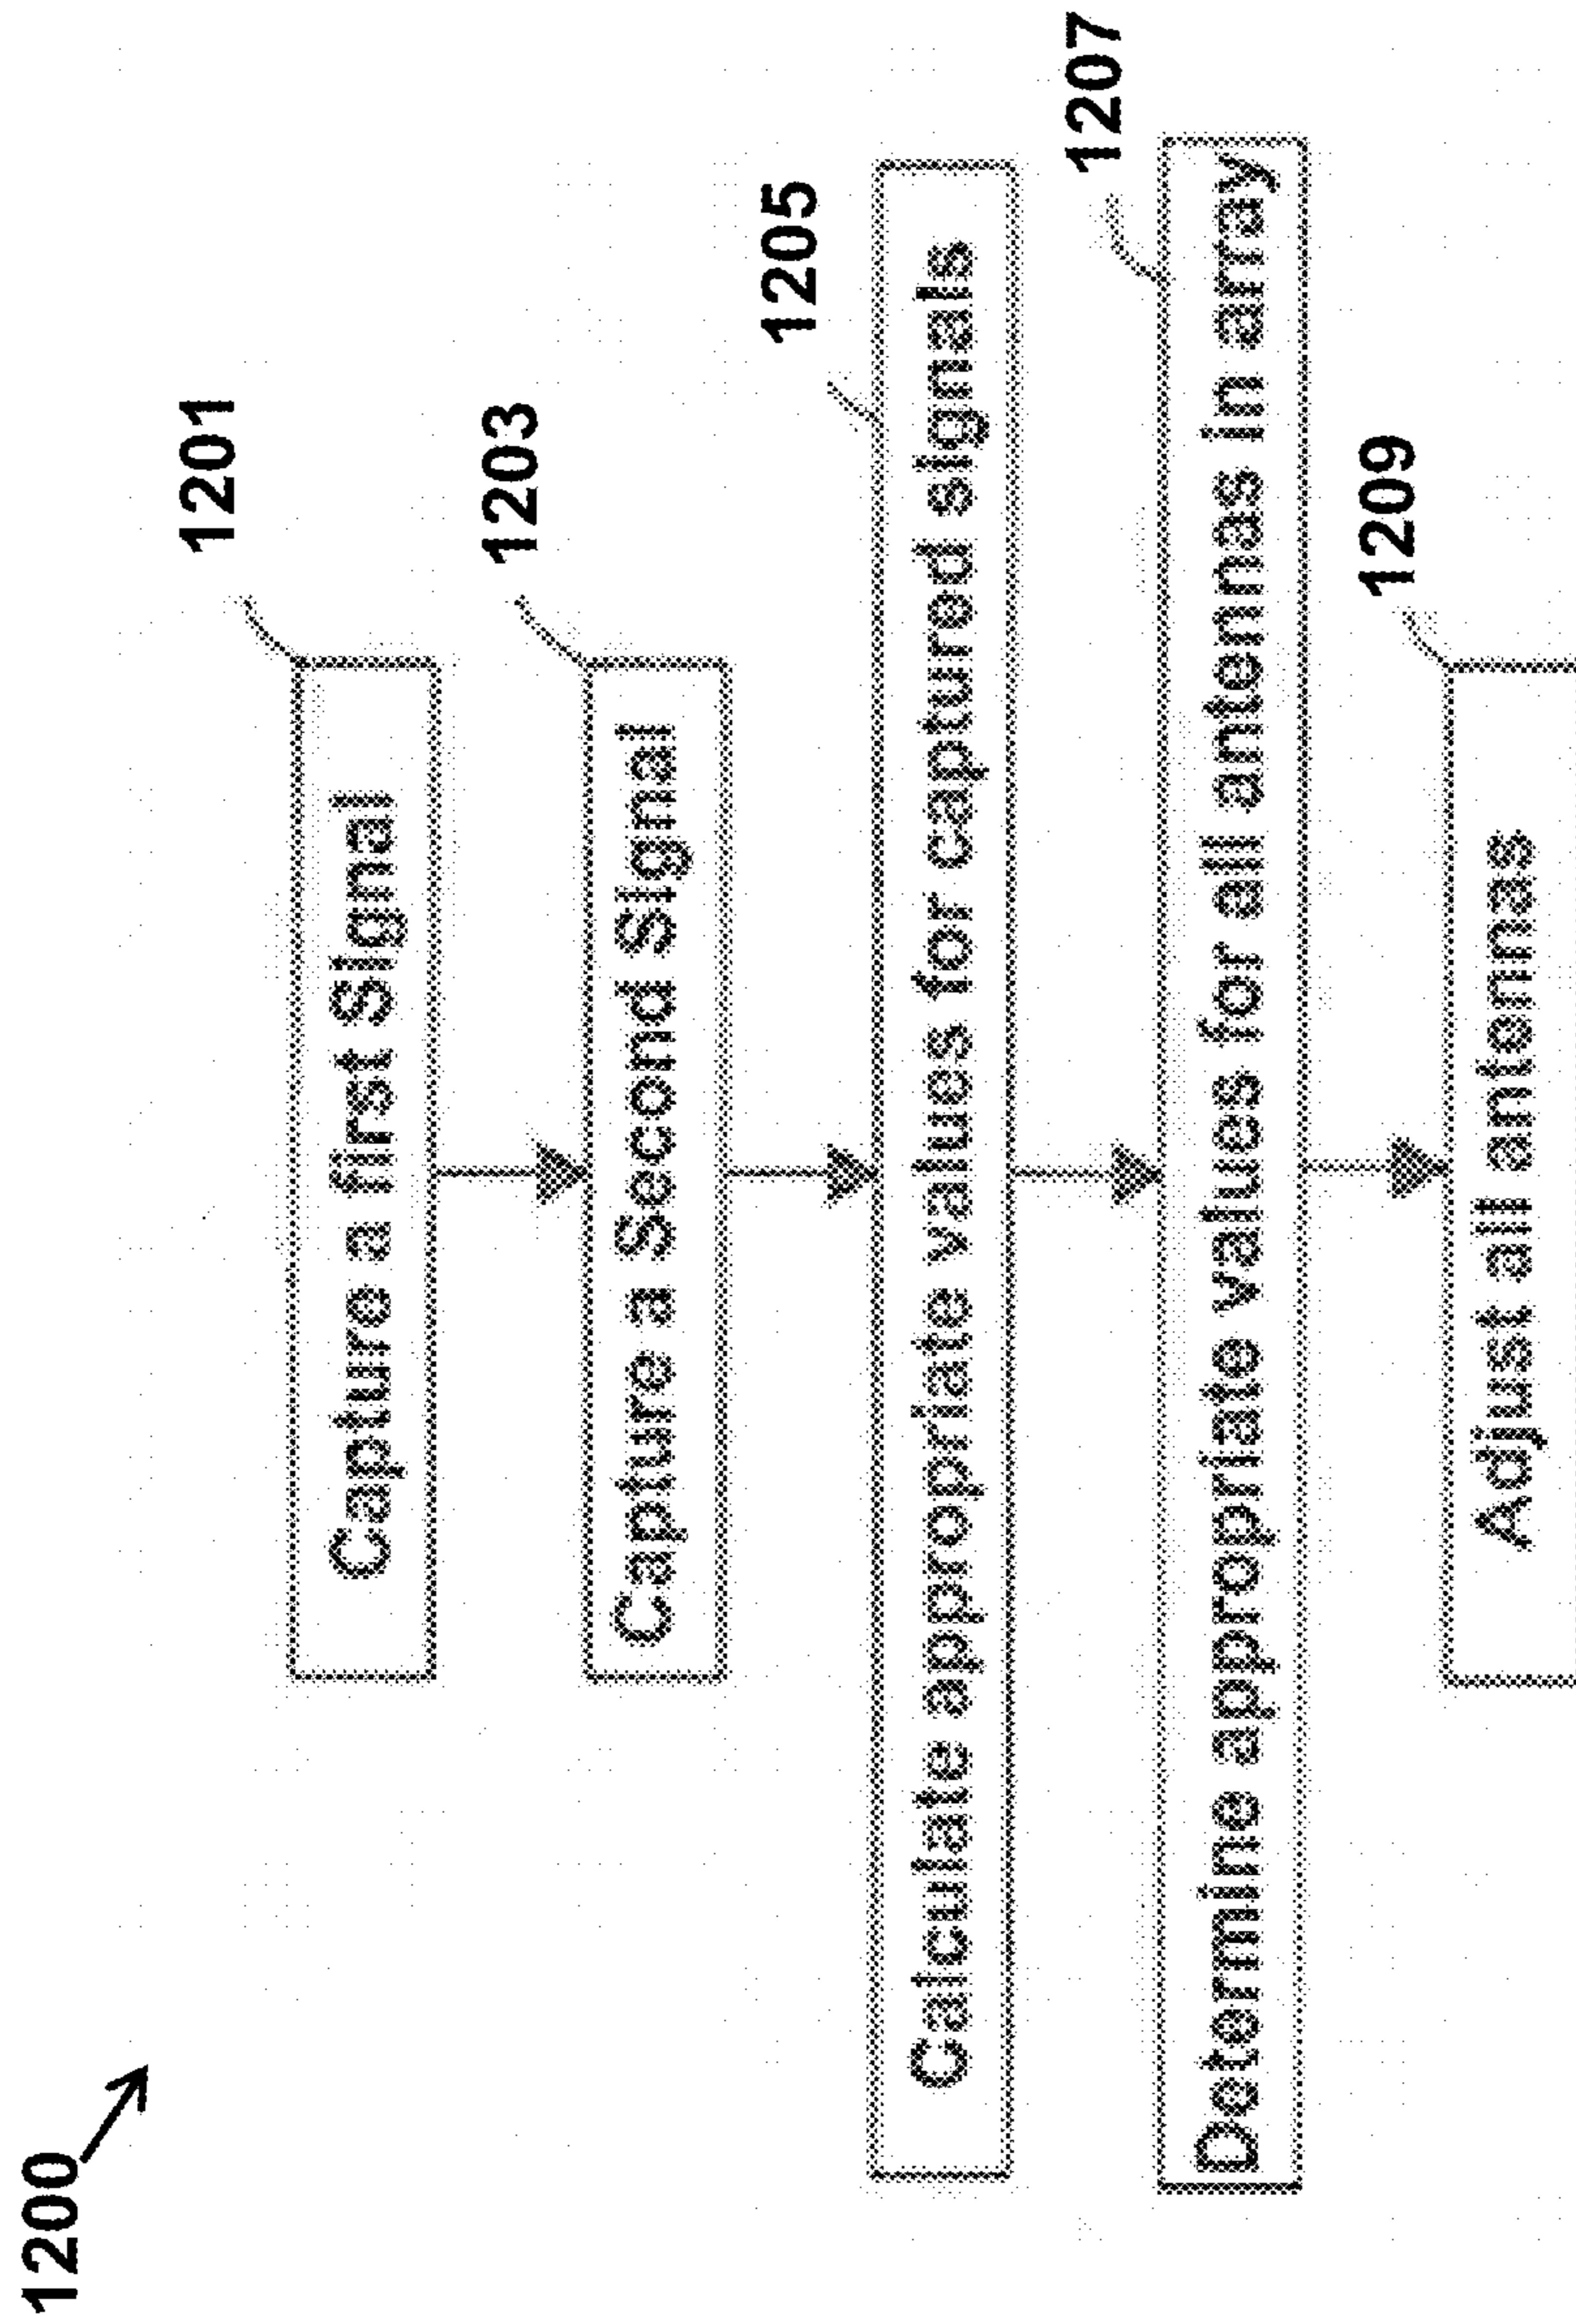 1200
1201
Capture a first Signal
1203
Capture a Second Signal
1205
Calculate appropriate values for captured signals
1207
Determine appropriate values for all antennas in array
1209
Adjust all antennas